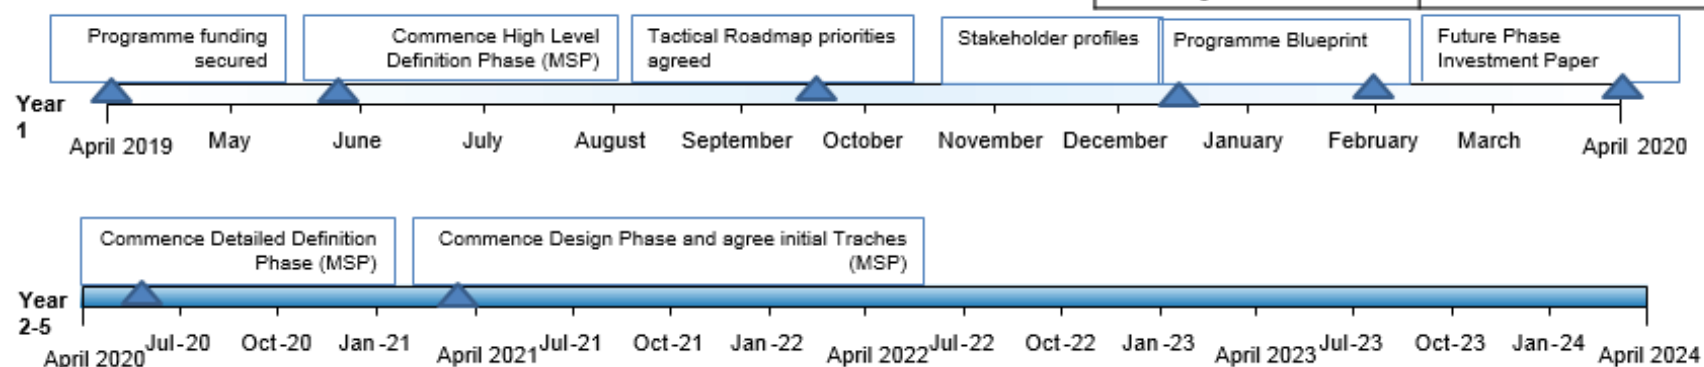 Programme funding
secured
Commence High Level
Definition Phase (MSP)
Tactical Roadmap priorities
agreed
Stakeholder profiles
Programme Blueprint
Future Phase
Investment Paper
Year
1
April 2019
May
June
July
August
September
October
November
December
January
February
March
April 2020
Commence Detailed Definition
Phase (MSP)
Commence Design Phase and agree initial Traches
(MSP)
Year
2-5
April 2020
Jul-20
Oct-20
Jan-21
April 2021
Jul-21
Oct-21
Jan-22
April 2022
Jul-22
Oct-22
Jan-23
April 2023
Jul-23
Oct-23
Jan-24
April 2024